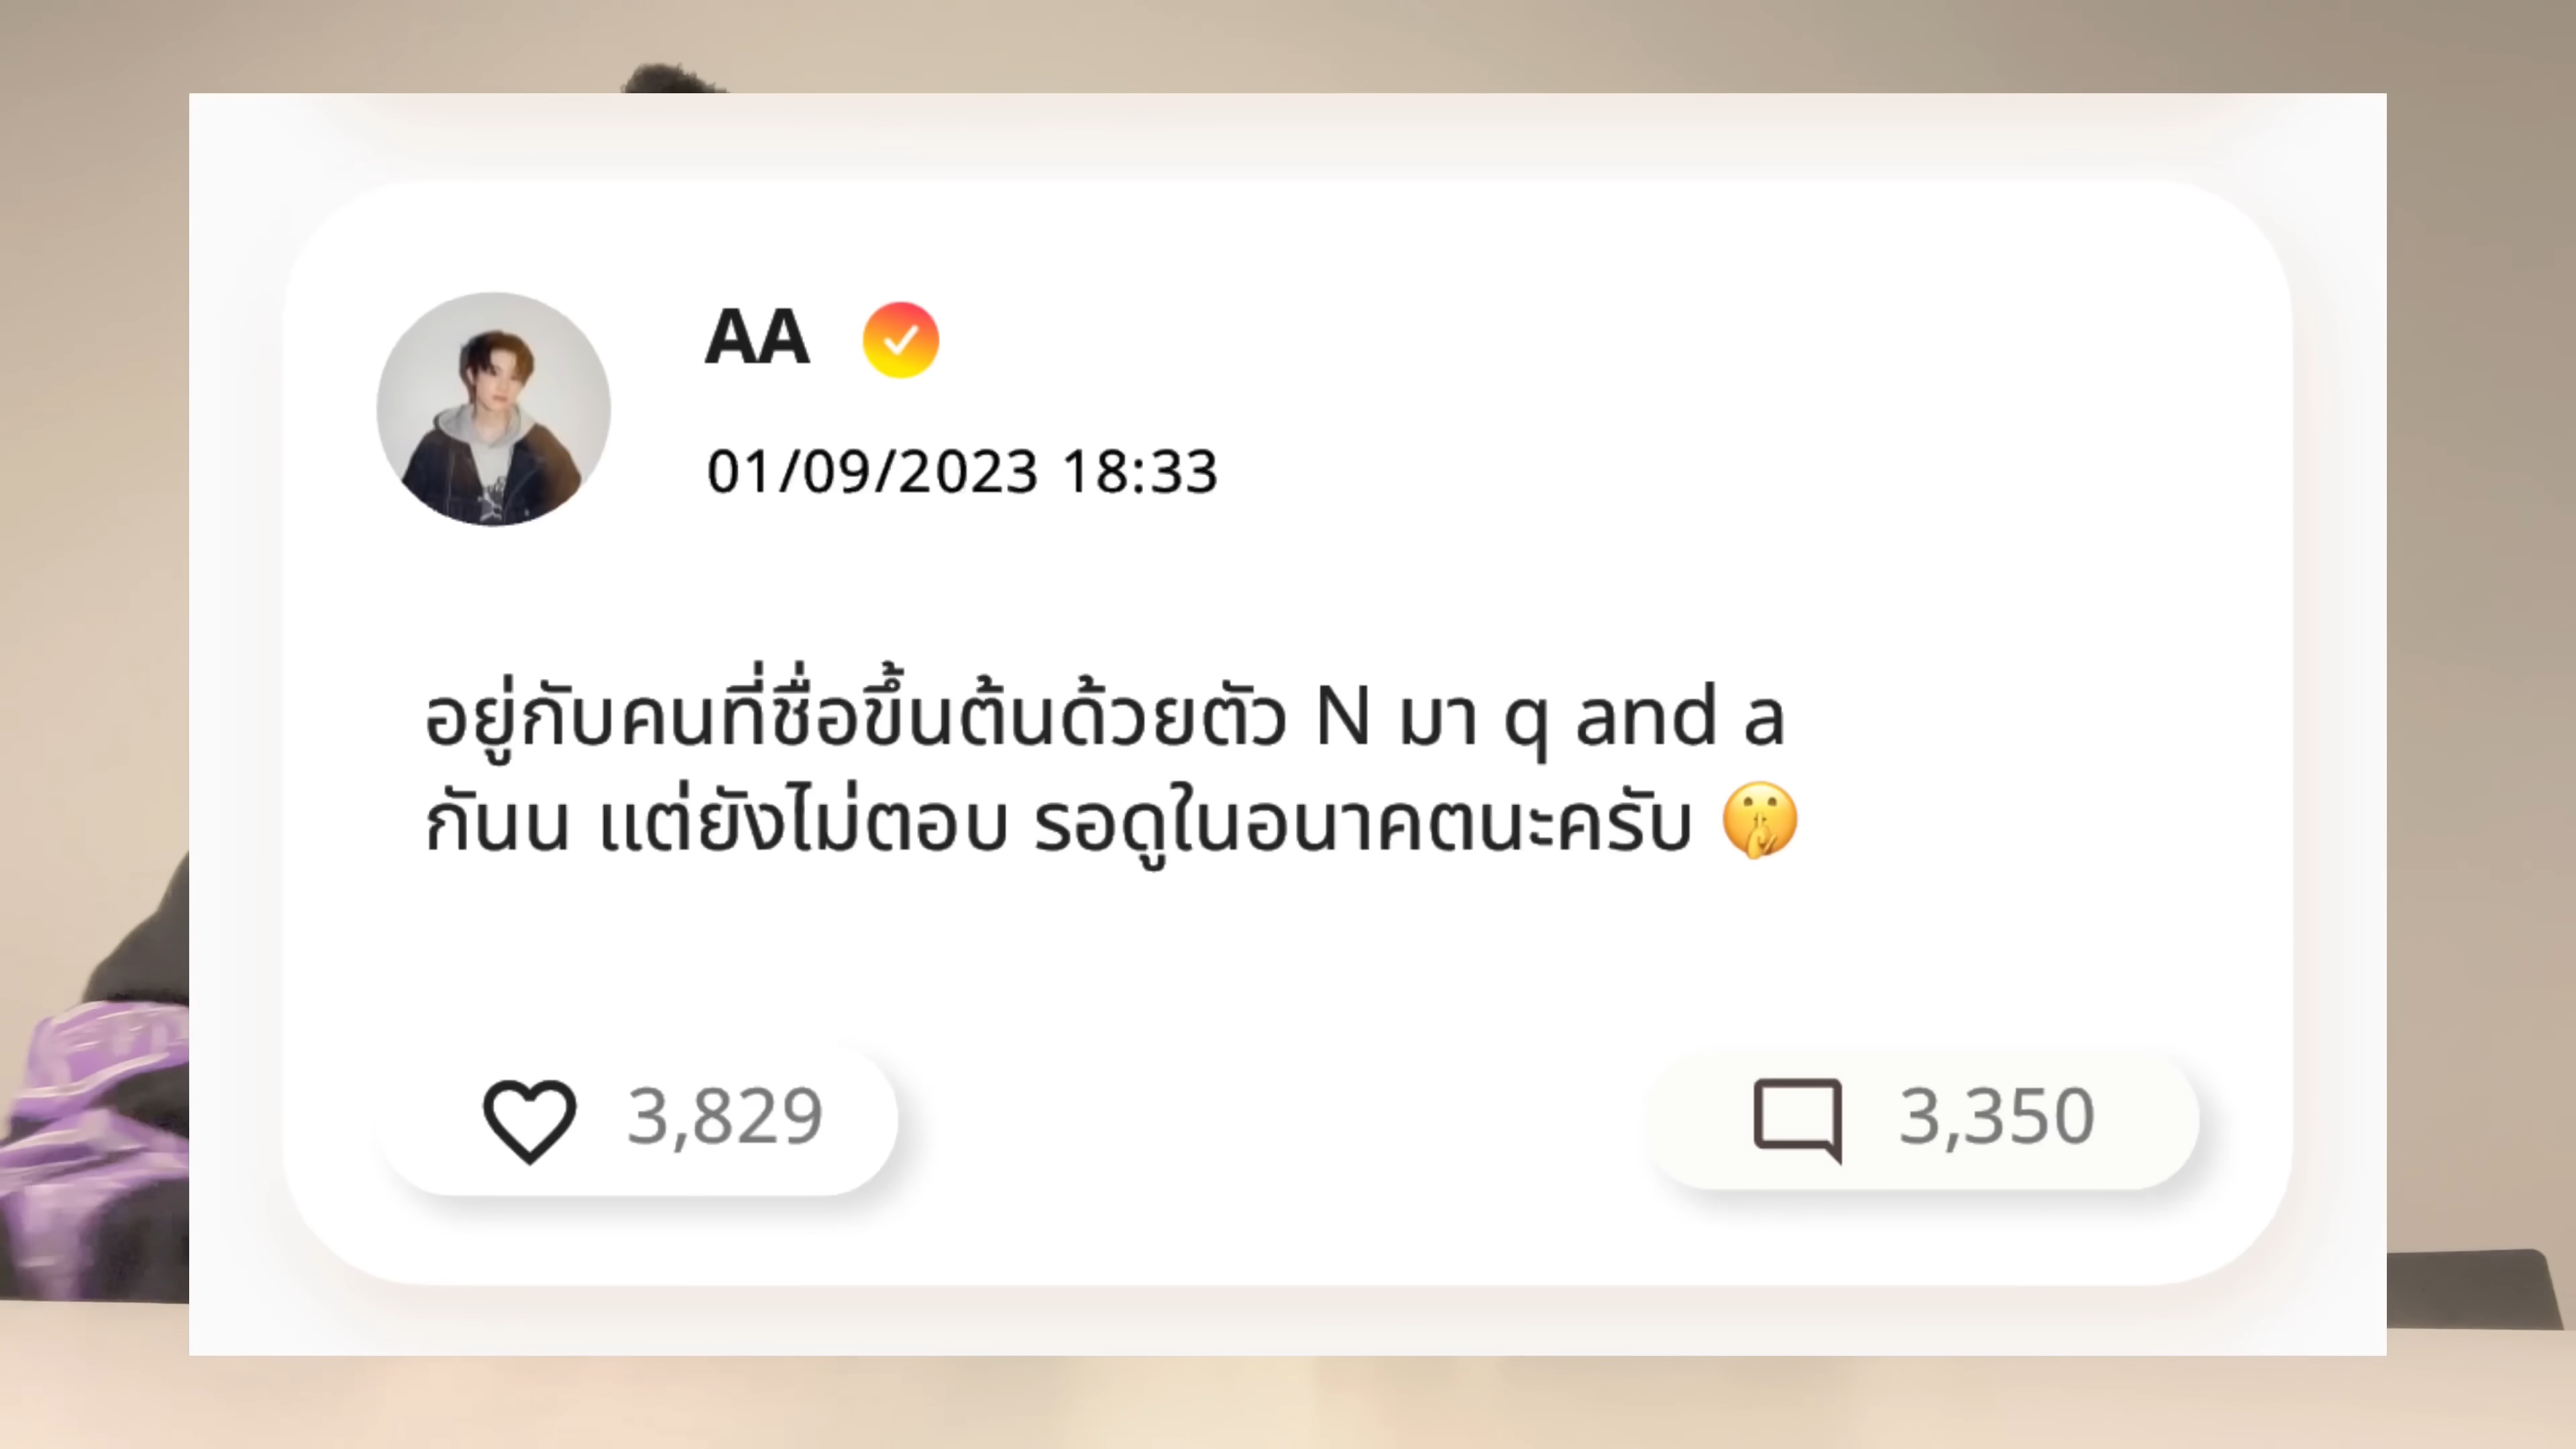 AA
01/09/2023 18:33
อยู่กับคนที่ชื่อขึ้นต้นด้วยตัว N มา q and a
กันน แต่ยังไม่ตอบ รอดูในอนาคตนะครับ 🤫
3,829
3,350